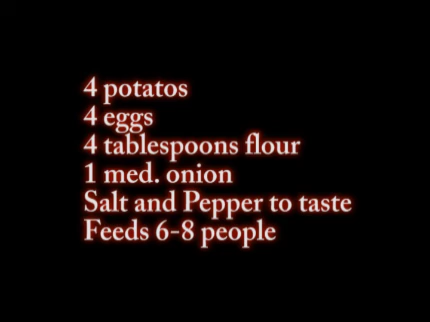 4 potatos
4 eggs
4 tablespoons flour
1 med. onion
Salt and Pepper to taste
Feeds 6-8 people